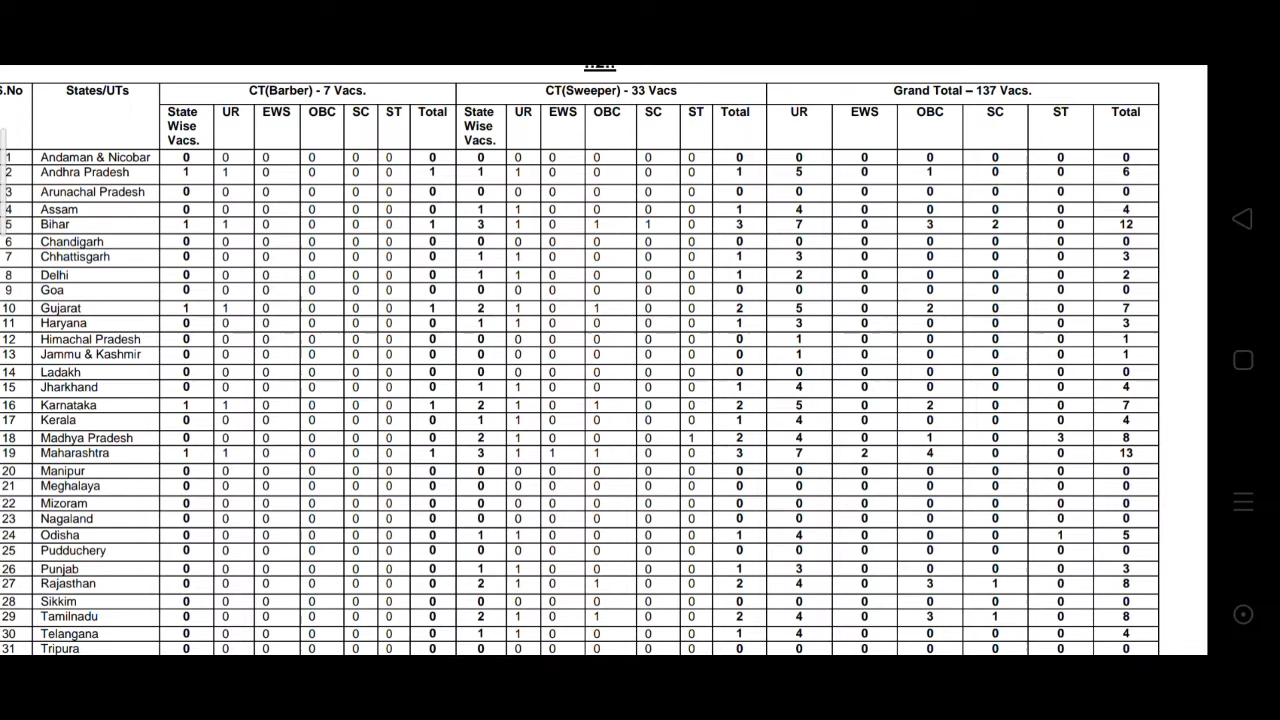 S.No States/UTs CT(Barber) - 7 Vacs. CT(Sweeper) - 33 Vacs Grand Total – 137 Vacs.
State Wise Vacs. UR EWS OBC SC ST Total State Wise Vacs. UR EWS OBC SC ST Total UR EWS OBC SC ST Total
1 Andaman & Nicobar 0 0 0 0 0 0 0 0 0 0 0 0 0 0 0 0 0 0 0 0
2 Andhra Pradesh 1 1 0 0 0 0 1 1 1 0 0 0 0 1 5 0 1 0 0 6
3 Arunachal Pradesh 0 0 0 0 0 0 0 0 0 0 0 0 0 0 0 0 0 0 0 0
4 Assam 0 0 0 0 0 0 0 1 1 0 0 0 0 1 4 0 0 0 0 4
5 Bihar 1 1 0 0 0 0 1 3 1 0 1 1 0 3 7 0 3 2 0 12
6 Chandigarh 0 0 0 0 0 0 0 0 0 0 0 0 0 0 0 0 0 0 0 0
7 Chhattisgarh 0 0 0 0 0 0 0 1 1 0 0 0 0 1 3 0 0 0 0 3
8 Delhi 0 0 0 0 0 0 0 1 1 0 0 0 0 1 2 0 0 0 0 2
9 Goa 0 0 0 0 0 0 0 0 0 0 0 0 0 0 0 0 0 0 0 0
10 Gujarat 1 1 0 0 0 0 1 2 1 0 1 0 0 2 5 0 2 0 0 7
11 Haryana 0 0 0 0 0 0 0 1 1 0 0 0 0 1 3 0 0 0 0 3
12 Himachal Pradesh 0 0 0 0 0 0 0 0 0 0 0 0 0 0 1 0 0 0 0 1
13 Jammu & Kashmir 0 0 0 0 0 0 0 0 0 0 0 0 0 0 1 0 0 0 0 1
14 Ladakh 0 0 0 0 0 0 0 0 0 0 0 0 0 0 0 0 0 0 0 0
15 Jharkhand 0 0 0 0 0 0 0 1 1 0 0 0 0 1 4 0 0 0 0 4
16 Karnataka 1 1 0 0 0 0 1 2 1 0 1 0 0 2 5 0 2 0 0 7
17 Kerala 0 0 0 0 0 0 0 1 1 0 0 0 0 1 4 0 0 0 0 4
18 Madhya Pradesh 0 0 0 0 0 0 0 2 1 0 0 0 1 2 4 0 1 0 3 8
19 Maharashtra 1 1 0 0 0 0 1 3 1 1 1 0 0 3 7 2 4 0 0 13
20 Manipur 0 0 0 0 0 0 0 0 0 0 0 0 0 0 0 0 0 0 0 0
21 Meghalaya 0 0 0 0 0 0 0 0 0 0 0 0 0 0 0 0 0 0 0 0
22 Mizoram 0 0 0 0 0 0 0 0 0 0 0 0 0 0 0 0 0 0 0 0
23 Nagaland 0 0 0 0 0 0 0 0 0 0 0 0 0 0 0 0 0 0 0 0
24 Odisha 0 0 0 0 0 0 0 1 1 0 0 0 0 1 4 0 0 0 1 5
25 Pudduchery 0 0 0 0 0 0 0 0 0 0 0 0 0 0 0 0 0 0 0 0
26 Punjab 0 0 0 0 0 0 0 1 1 0 0 0 0 1 3 0 0 0 0 3
27 Rajasthan 0 0 0 0 0 0 0 2 1 0 1 0 0 2 4 0 3 1 0 8
28 Sikkim 0 0 0 0 0 0 0 0 0 0 0 0 0 0 0 0 0 0 0 0
29 Tamilnadu 0 0 0 0 0 0 0 2 1 0 1 0 0 2 4 0 3 1 0 8
30 Telangana 0 0 0 0 0 0 0 1 1 0 0 0 0 1 4 0 0 0 0 4
31 Tripura 0 0 0 0 0 0 0 0 0 0 0 0 0 0 0 0 0 0 0 0